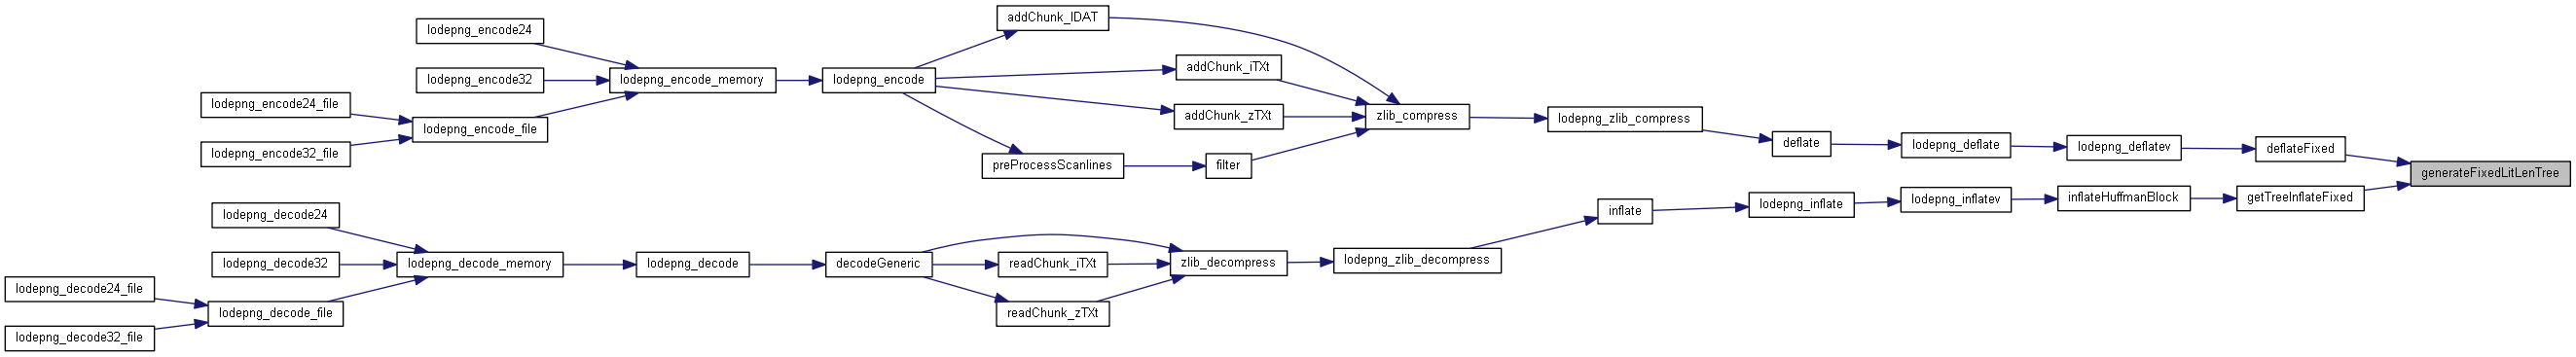 lodepng_encode24
lodepng_encode32
lodepng_encode24_file
lodepng_encode32_file
lodepng_encode_file
lodepng_encode_memory
lodepng_encode
addChunk_IDAT
addChunk_iTXt
addChunk_zTXt
preProcessScanlines
filter
zlib_compress
lodepng_zlib_compress
deflate
lodepng_deflate
lodepng_deflatev
deflateFixed
generateFixedLitLenTree
lodepng_decode24
lodepng_decode32
lodepng_decode24_file
lodepng_decode32_file
lodepng_decode_file
lodepng_decode_memory
lodepng_decode
decodeGeneric
readChunk_iTXt
readChunk_zTXt
zlib_decompress
lodepng_zlib_decompress
inflate
lodepng_inflate
lodepng_inflatev
inflateHuffmanBlock
getTreeInflateFixed